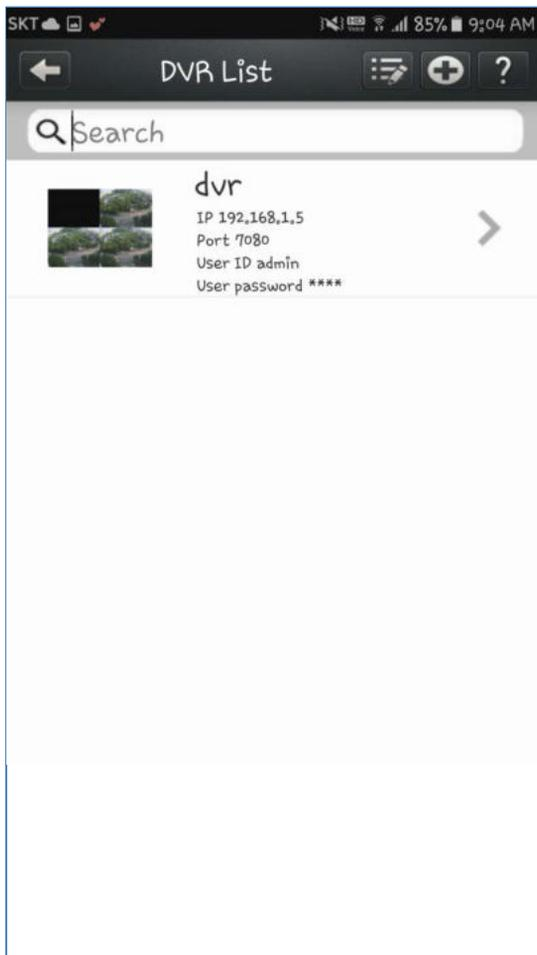 SKT 85% 9:04 AM
DVR List ?
Search
dvr
IP 192.168.1.5
Port 7080
User ID admin
User password ****